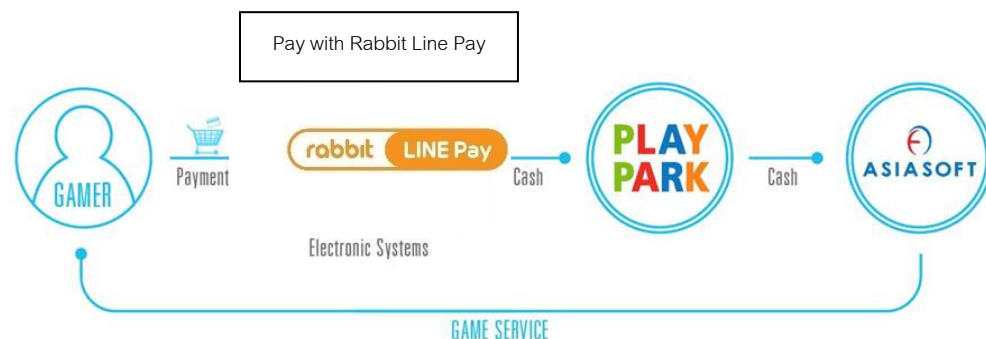 Pay with Rabbit Line Pay
GAMER
Payment
rabbit LINE Pay
Cash
PLAY
PARK
Cash
ASIASOFT
Electronic Systems
GAME SERVICE